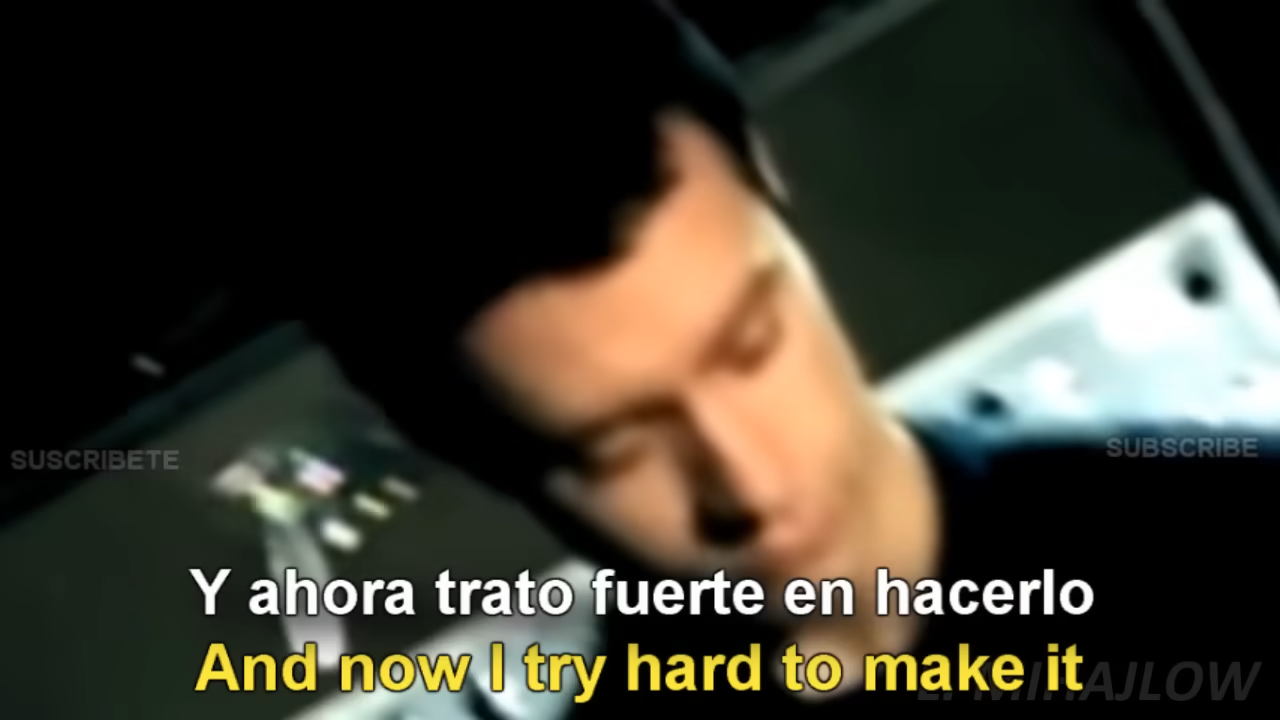 SUSCRIBETE
SUBSCRIBE
Y ahora trato fuerte en hacerlo
And now I try hard to make it